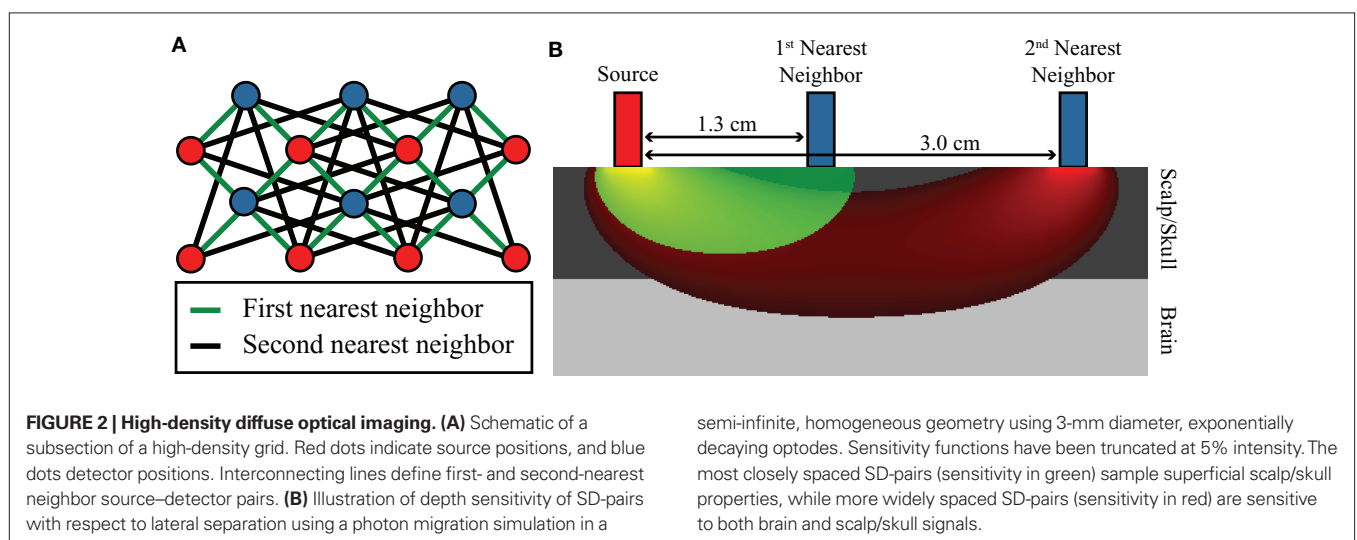 A
First nearest neighbor
Second nearest neighbor
B
Source
1st Nearest
Neighbor
2nd Nearest
Neighbor
1.3 cm
3.0 cm
Scalp/Skull
Brain
FIGURE 2 | High-density diffuse optical imaging. (A) Schematic of a
subsection of a high-density grid. Red dots indicate source positions, and blue
dots detector positions. Interconnecting lines define first- and second-nearest
neighbor source–detector pairs. (B) Illustration of depth sensitivity of SD-pairs
with respect to lateral separation using a photon migration simulation in a
semi-infinite, homogeneous geometry using 3-mm diameter, exponentially
decaying optodes. Sensitivity functions have been truncated at 5% intensity. The
most closely spaced SD-pairs (sensitivity in green) sample superficial scalp/skull
properties, while more widely spaced SD-pairs (sensitivity in red) are sensitive
to both brain and scalp/skull signals.